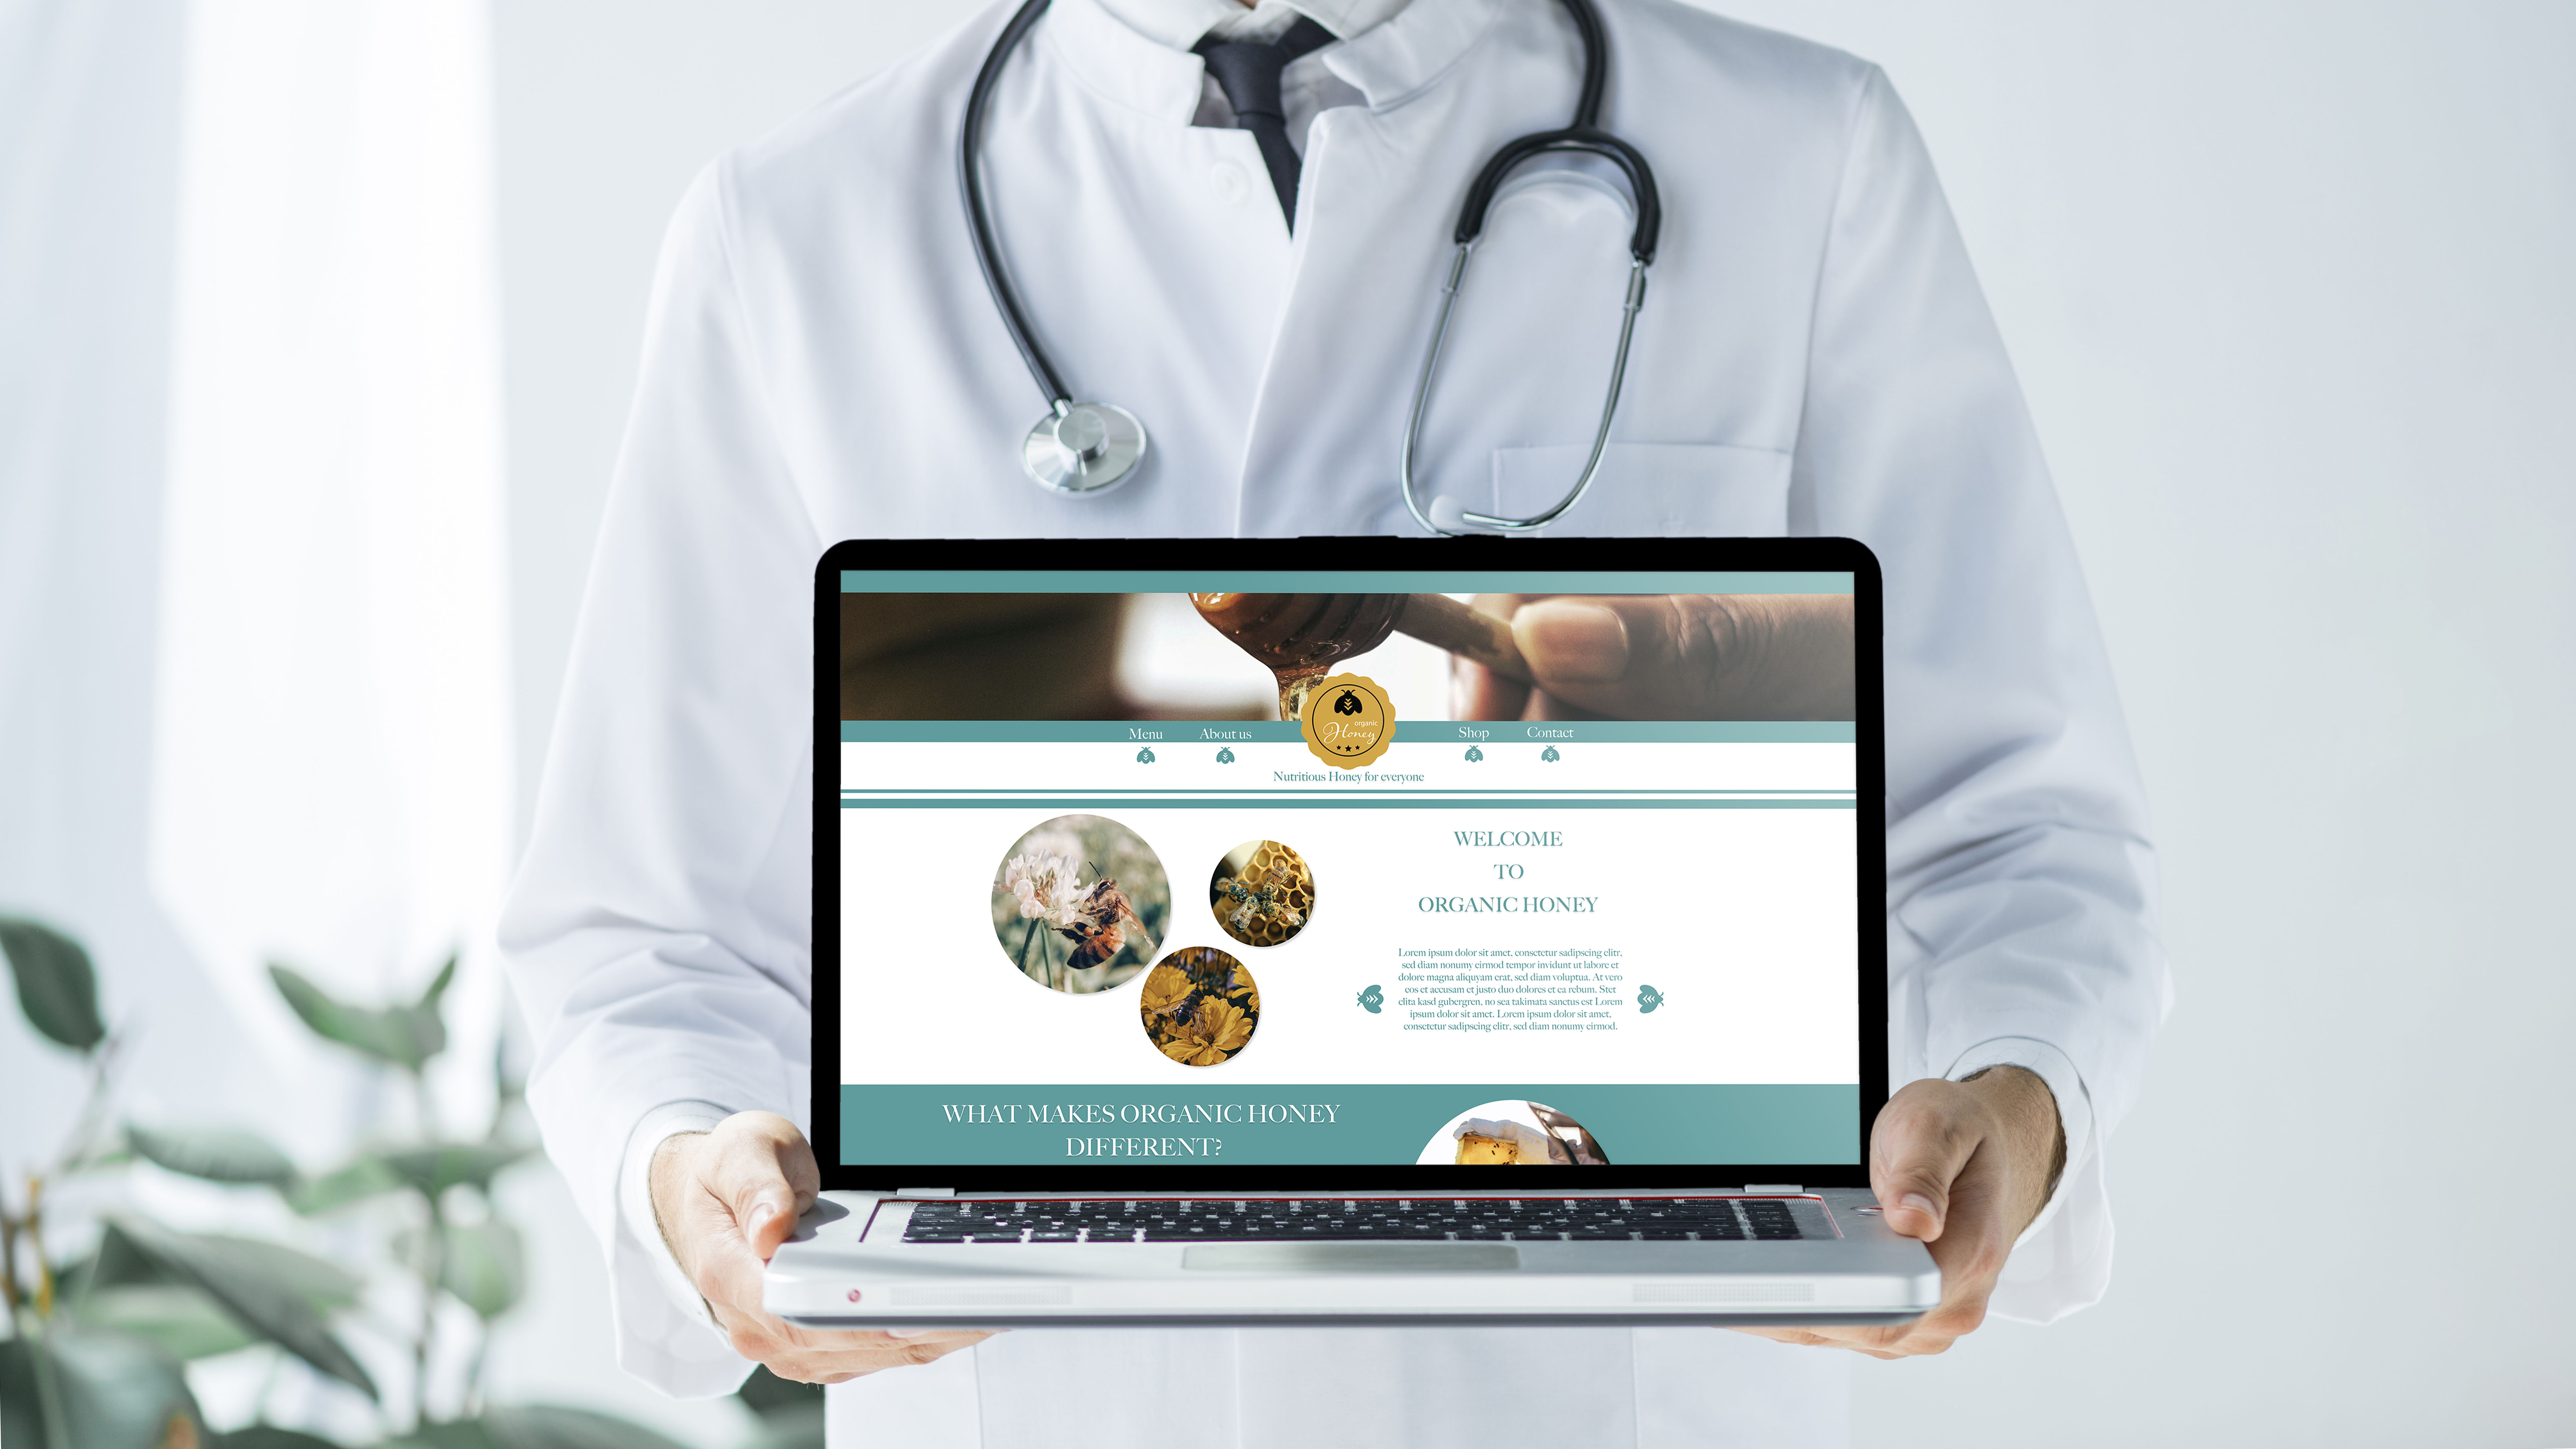 Menu
About us
organic
Honey
Shop
Contact
Nutritious Honey for everyone
WELCOME
TO
ORGANIC HONEY
Lorem ipsum dolor sit amet, consetetur sadipscing elitr,
sed diam nonumy eirmod tempor invidunt ut labore et
dolore magna aliquyam erat, sed diam voluptua. At vero
eos et accusam et justo duo dolores et ea rebum. Stet
clita kasd gubergren, no sea takimata sanctus est Lorem
ipsum dolor sit amet. Lorem ipsum dolor sit amet,
consetetur sadipscing elitr, sed diam nonumy eirmod.
WHAT MAKES ORGANIC HONEY
DIFFERENT?